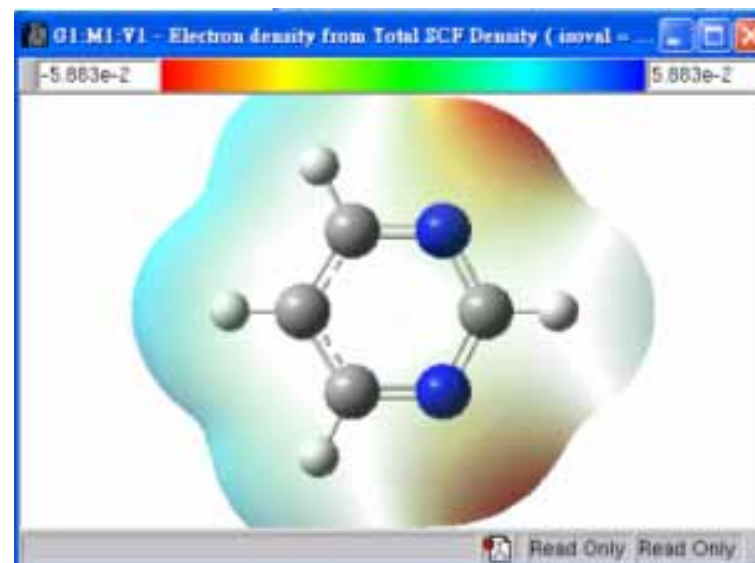 G1:M1:V1 - Electron density from Total SCF Density ( isoval = ...
-5.883e-2 5.883e-2
Read Only Read Only